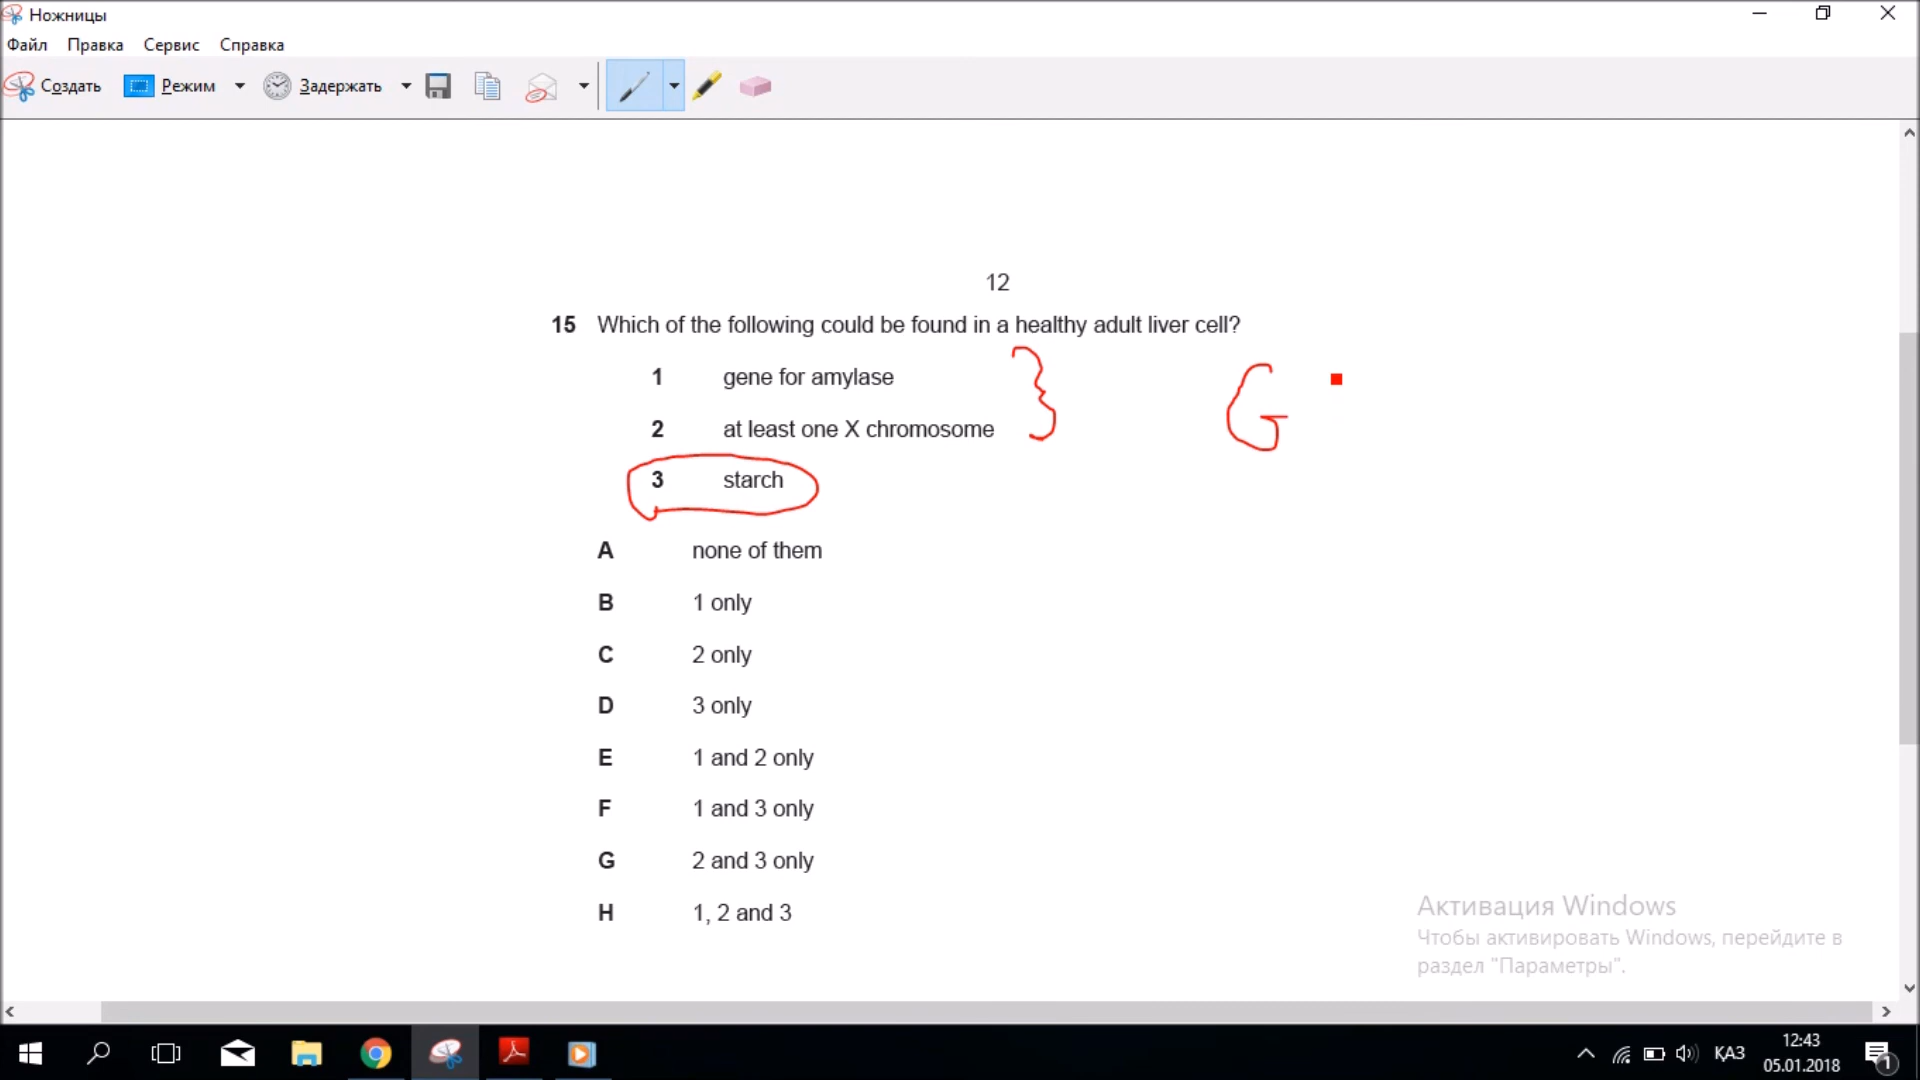 Ножницы
Файл Правка Сервис Справка
Создать Режим Задержать
12
15 Which of the following could be found in a healthy adult liver cell?
1 gene for amylase
2 at least one X chromosome
G
3 starch
A none of them
B 1 only
C 2 only
D 3 only
E 1 and 2 only
F 1 and 3 only
G 2 and 3 only
H 1, 2 and 3
Активация Windows
Чтобы активировать Windows, перейдите в
раздел "Параметры".
ҚАЗ
12:43
05.01.2018
1